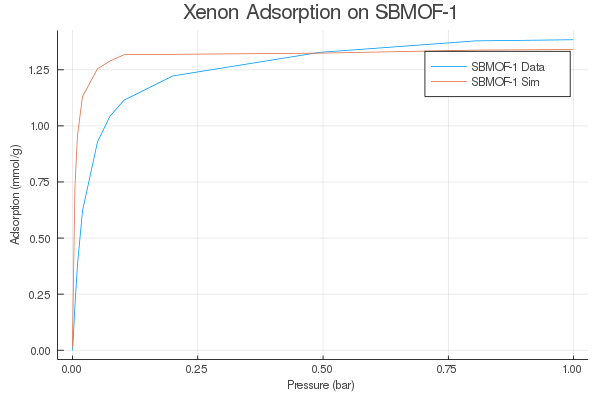 Xenon Adsorption on SBMOF-1
SBMOF-1 Data
SBMOF-1 Sim
Adsorption (mmol/g)
1.25
1.00
0.75
0.50
0.25
0.00
0.00 0.25 0.50 0.75 1.00
Pressure (bar)